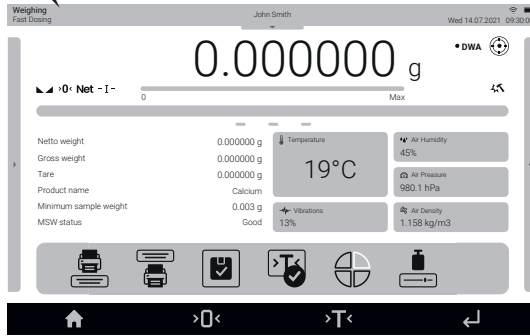 Weighing
Fast Dosing
John Smith
Wed 14.07.2021 09:30:0
0.000000 g
DWA
>0< Net -I-
0
Max
Netto weight 0.000000 g
Gross weight 0.000000 g
Tare 0.000000 g
Product name Calcium
Minimum sample weight 0.003 g
MSW status Good
Temperature
19°C
Vibrations
13%
Air Humidity
45%
Air Preasure
980.1 hPa
Air Density
1.158 kg/m3
>T<
>0<
>T<